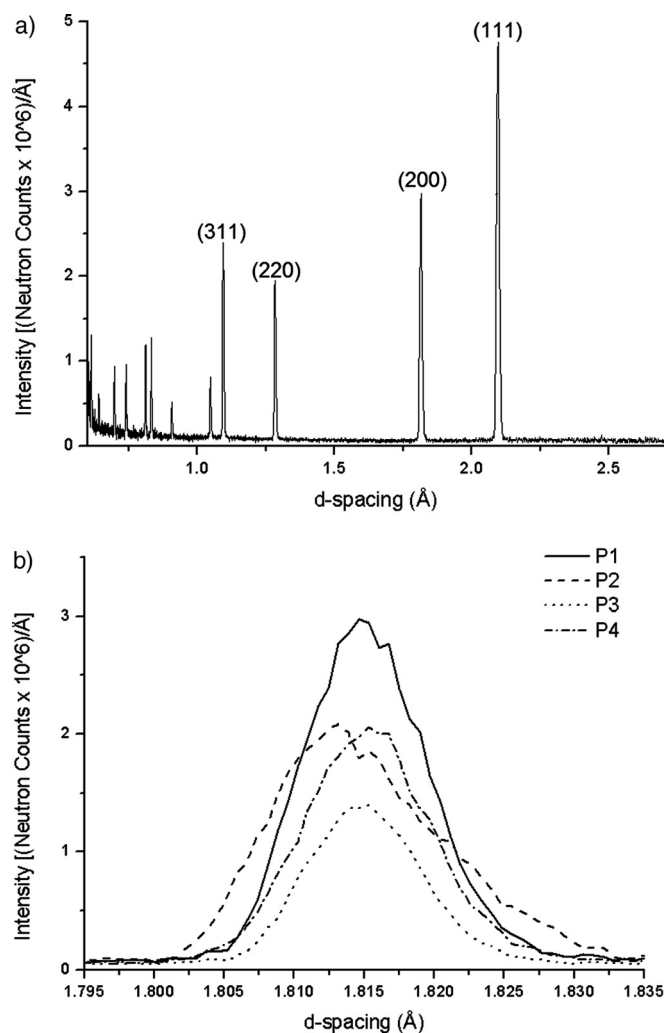 a)
Intensity [(Neutron Counts x 10^6)/Å]
5
4
3
2
1
0
(111)
(200)
(311)
(220)
1.0
1.5
2.0
2.5
d-spacing (Å)
b)
Intensity [(Neutron Counts x 10^6)/Å]
3
2
1
0
P1
P2
P3
P4
1.795
1.800
1.805
1.810
1.815
1.820
1.825
1.830
1.835
d-spacing (Å)